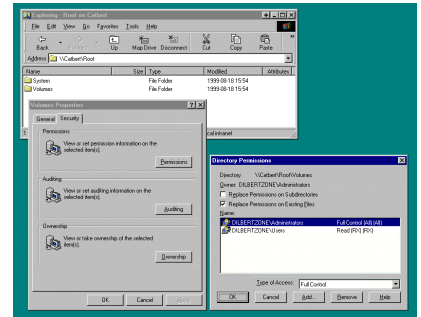 Exploring - Root on Catbert
File Edit View Go Favorites Tools Help
Back Up Map Drive Disconnect Cut Copy Paste
Address \\Catbert\Root
Name Size Type Modified Attributes
System File Folder 1999-08-18 15:54
Volumes File Folder 1999-08-18 15:54
Volumes Properties
General Security
Permissions
View or set permission information on the
selected item(s).
Permissions
Auditing
View or set auditing information on the
selected item(s).
Auditing
Ownership
View or take ownership of the selected
item(s).
Ownership
OK Cancel Apply
cal intranet
Directory Permissions
Directory: \\Catbert\Root\Volumes
Owner: DILBERTZONE\Administrators
Replace Permissions on Subdirectories
Replace Permissions on Existing Files
Name:
DILBERTZONE\Administrators Full Control (All) (All)
DILBERTZONE\Users Read (RX) (RX)
Type of Access: Full Control
OK Cancel Add... Remove Help